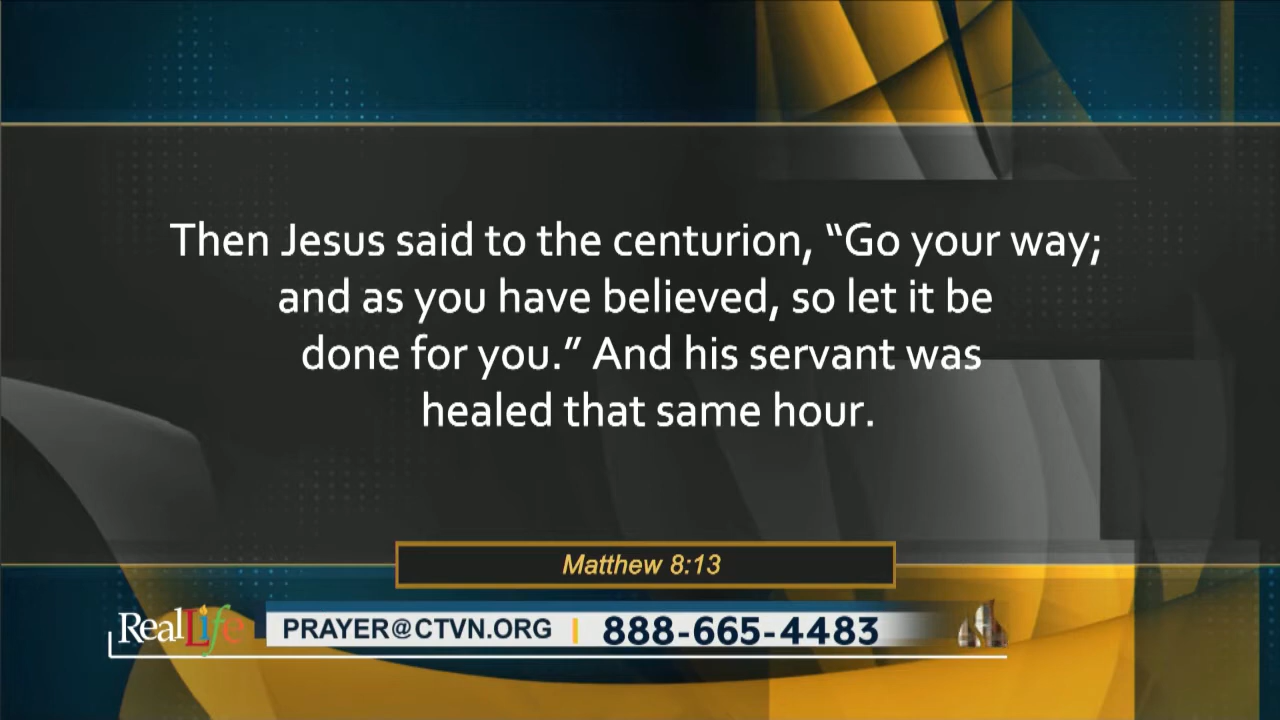 Then Jesus said to the centurion, “Go your way;
and as you have believed, so let it be
done for you.” And his servant was
healed that same hour.
Matthew 8:13
RealLife PRAYER@CTVN.ORG | 888-665-4483